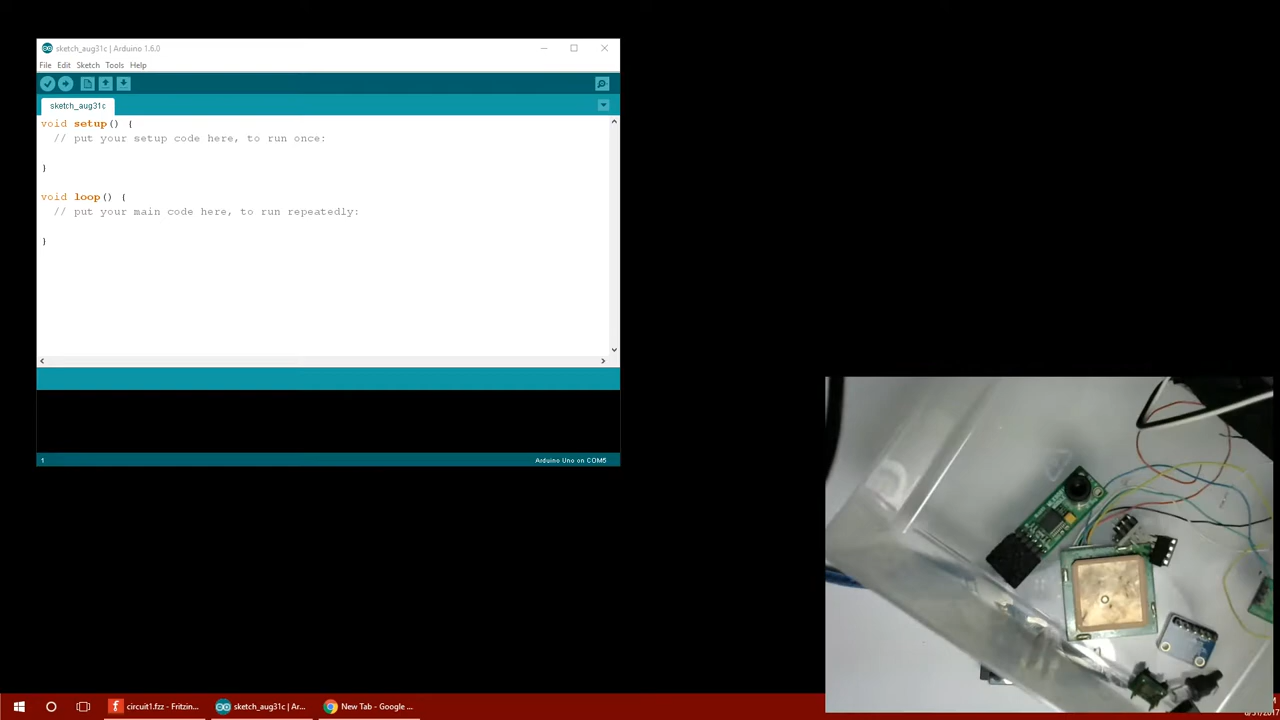 sketch_aug31c | Arduino 1.6.0
File Edit Sketch Tools Help
sketch_aug31c
void setup() {
// put your setup code here, to run once:
}
void loop() {
// put your main code here, to run repeatedly:
}
1
Arduino Uno on COM5
circuit1.fzz - Fritzin...
sketch_aug31c | Ar...
New Tab - Google ...